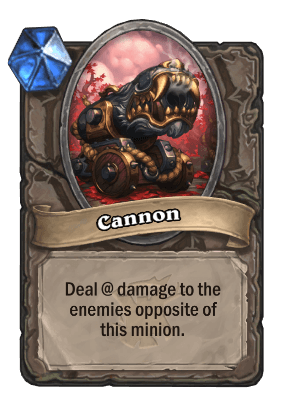 Cannon
Deal @ damage to the
enemies opposite of
this minion.